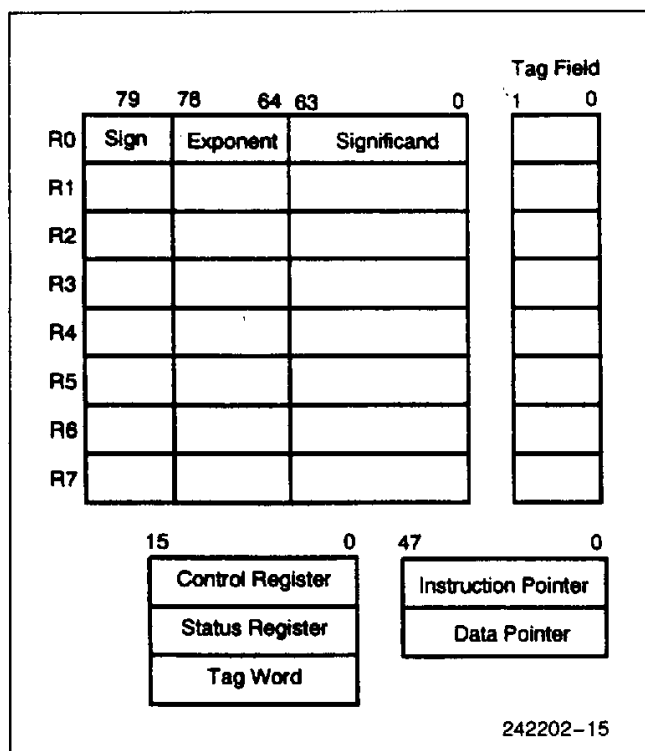 Tag Field
79 78 64 63 0 1 0
R0 Sign Exponent Significand
R1
R2
R3
R4
R5
R6
R7
15 0 47 0
Control Register Instruction Pointer
Status Register Data Pointer
Tag Word
242202-15